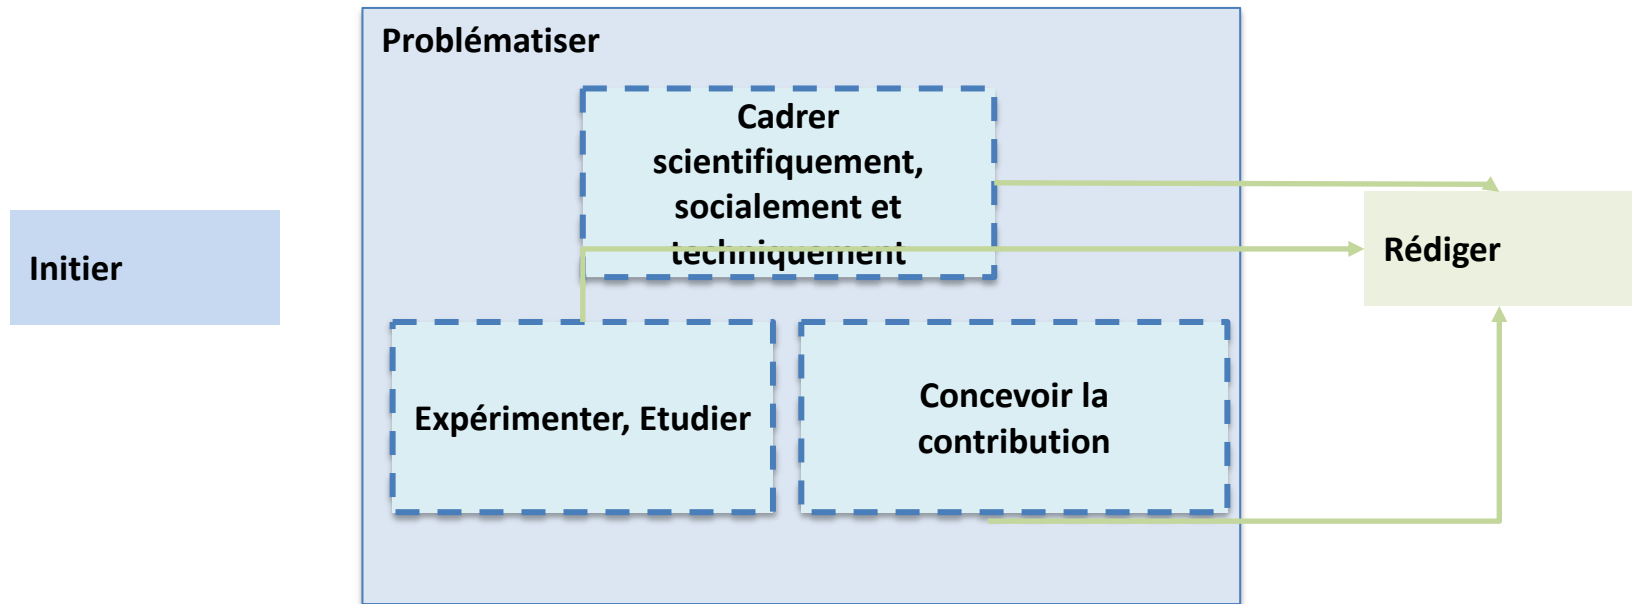 Problématiser
Cadrer
scientifiquement,
socialement et
techniquement
Initier
Rédiger
Expérimenter, Etudier
Concevoir la
contribution